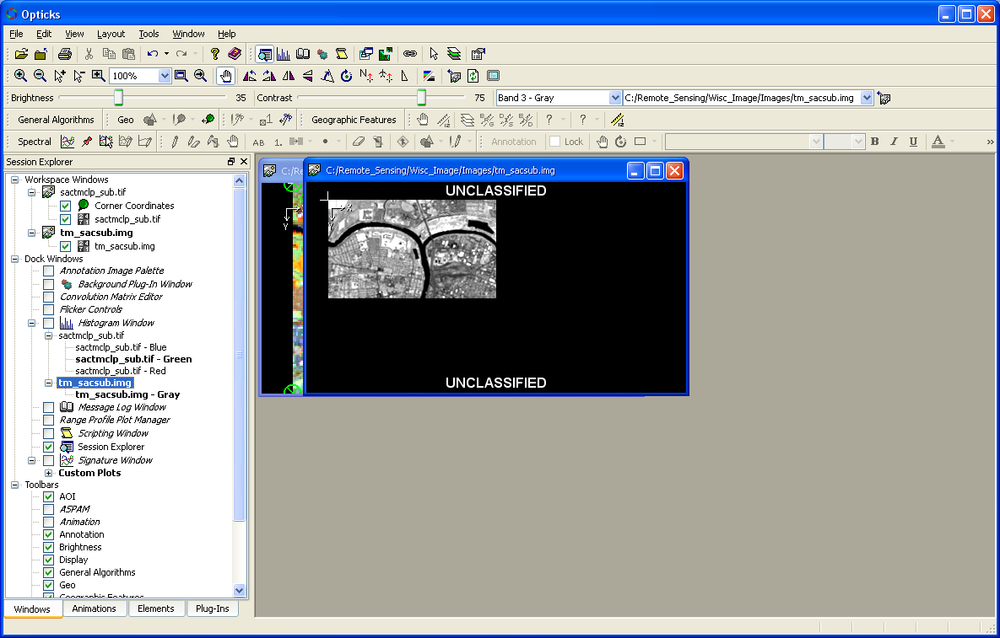 Opticks
File Edit View Layout Tools Window Help
100%
Brightness 35 Contrast 75 Band 3 - Gray C:/Remote_Sensing/Wisc_Image/Images/tm_sacsub.img
General Algorithms Geo Geographic Features
Spectral Annotation Lock B I U A
Session Explorer
Workspace Windows
sactmclp_sub.tif
Corner Coordinates
sactmclp_sub.tif
tm_sacsub.img
tm_sacsub.img
Dock Windows
Annotation Image Palette
Background Plug-In Window
Convolution Matrix Editor
Flicker Controls
Histogram Window
sactmclp_sub.tif
sactmclp_sub.tif - Blue
sactmclp_sub.tif - Green
sactmclp_sub.tif - Red
tm_sacsub.img
tm_sacsub.img - Gray
Message Log Window
Range Profile Plot Manager
Scripting Window
Session Explorer
Signature Window
Custom Plots
Toolbars
AOI
ASPAM
Animation
Annotation
Brightness
Display
General Algorithms
Geo
Geographic Features
Windows Animations Elements Plug-Ins
C:/Re
Y
C:/Remote_Sensing/Wisc_Image/Images/tm_sacsub.img
UNCLASSIFIED
X
UNCLASSIFIED